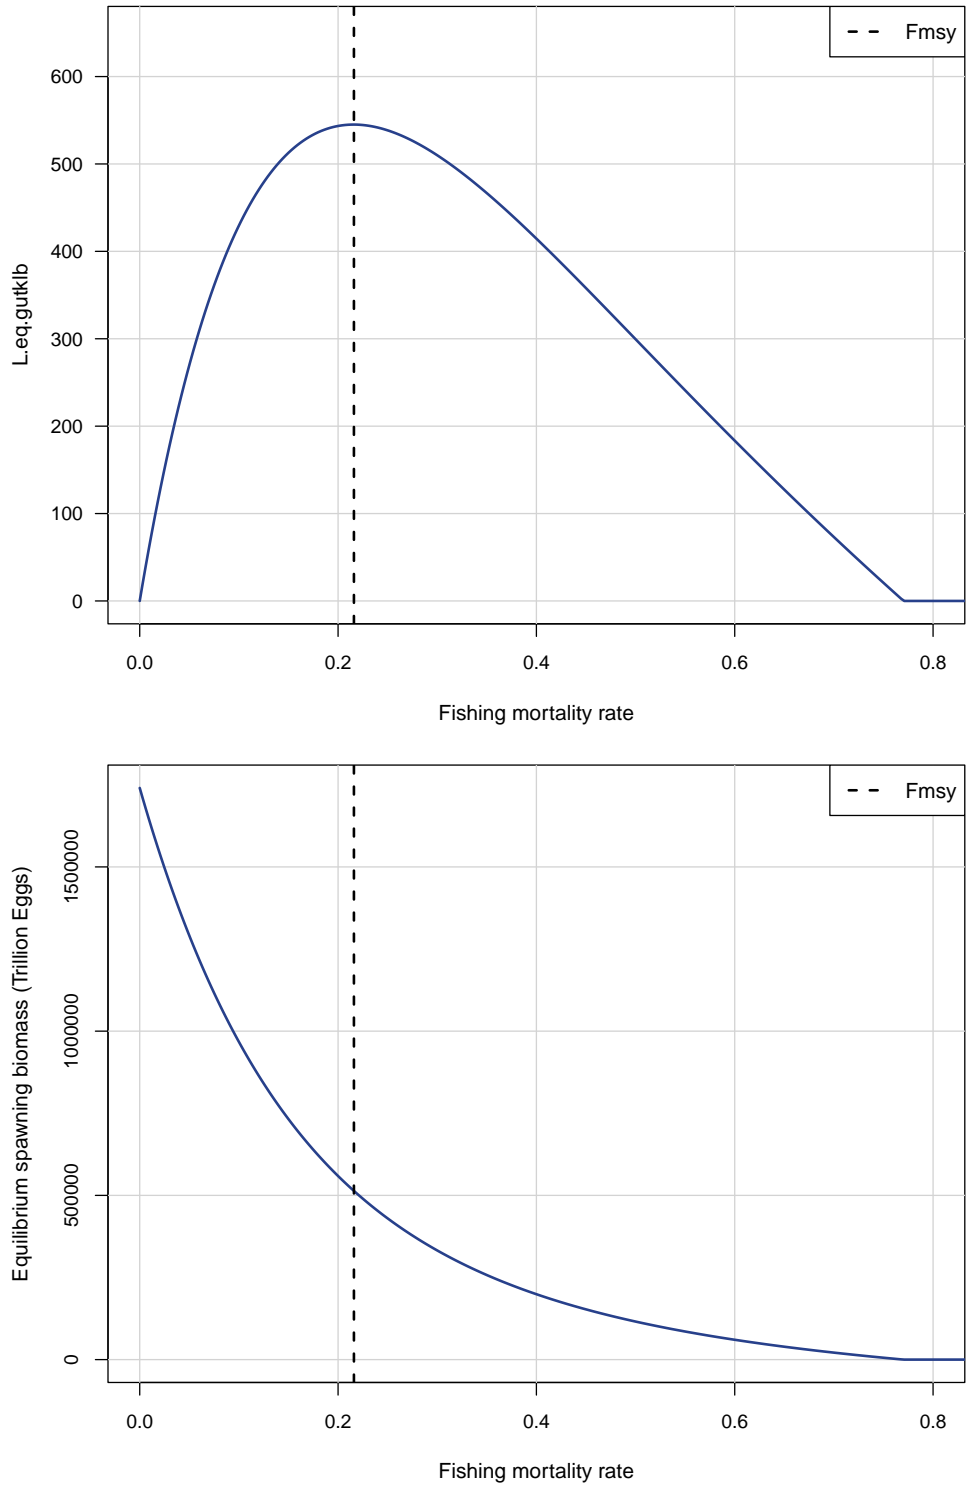 Fmsy
600
500
400
300
200
100
0
L.eq.gutklb
0.0 0.2 0.4 0.6 0.8
Fishing mortality rate
Fmsy
1500000
1000000
500000
0
Equilibrium spawning biomass (Trillion Eggs)
0.0 0.2 0.4 0.6 0.8
Fishing mortality rate